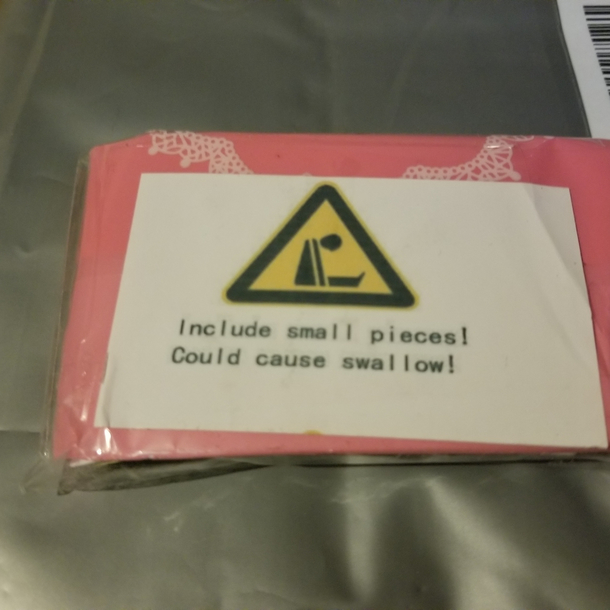 Include small pieces!
Could cause swallow!